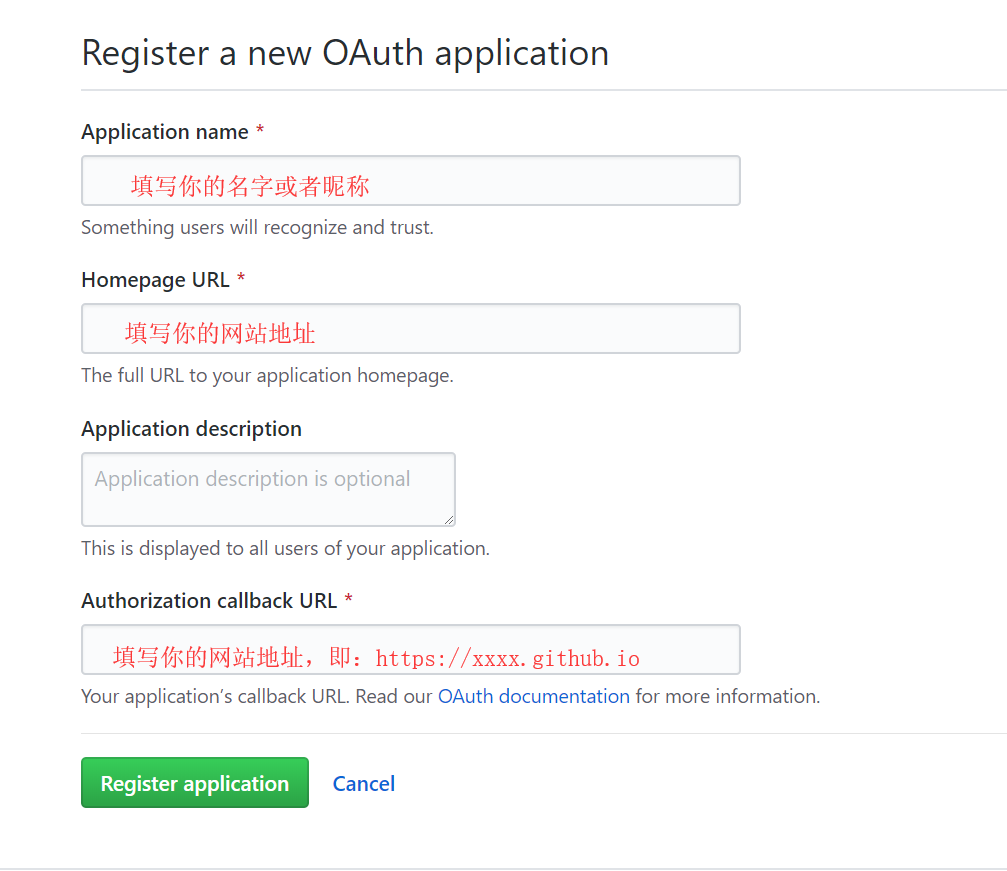 Register a new OAuth application
Application name *
填写你的名字或者昵称
Something users will recognize and trust.
Homepage URL *
填写你的网站地址
The full URL to your application homepage.
Application description
Application description is optional
This is displayed to all users of your application.
Authorization callback URL *
填写你的网站地址，即：https://xxxx.github.io
Your application’s callback URL. Read our OAuth documentation for more information.
Register application Cancel